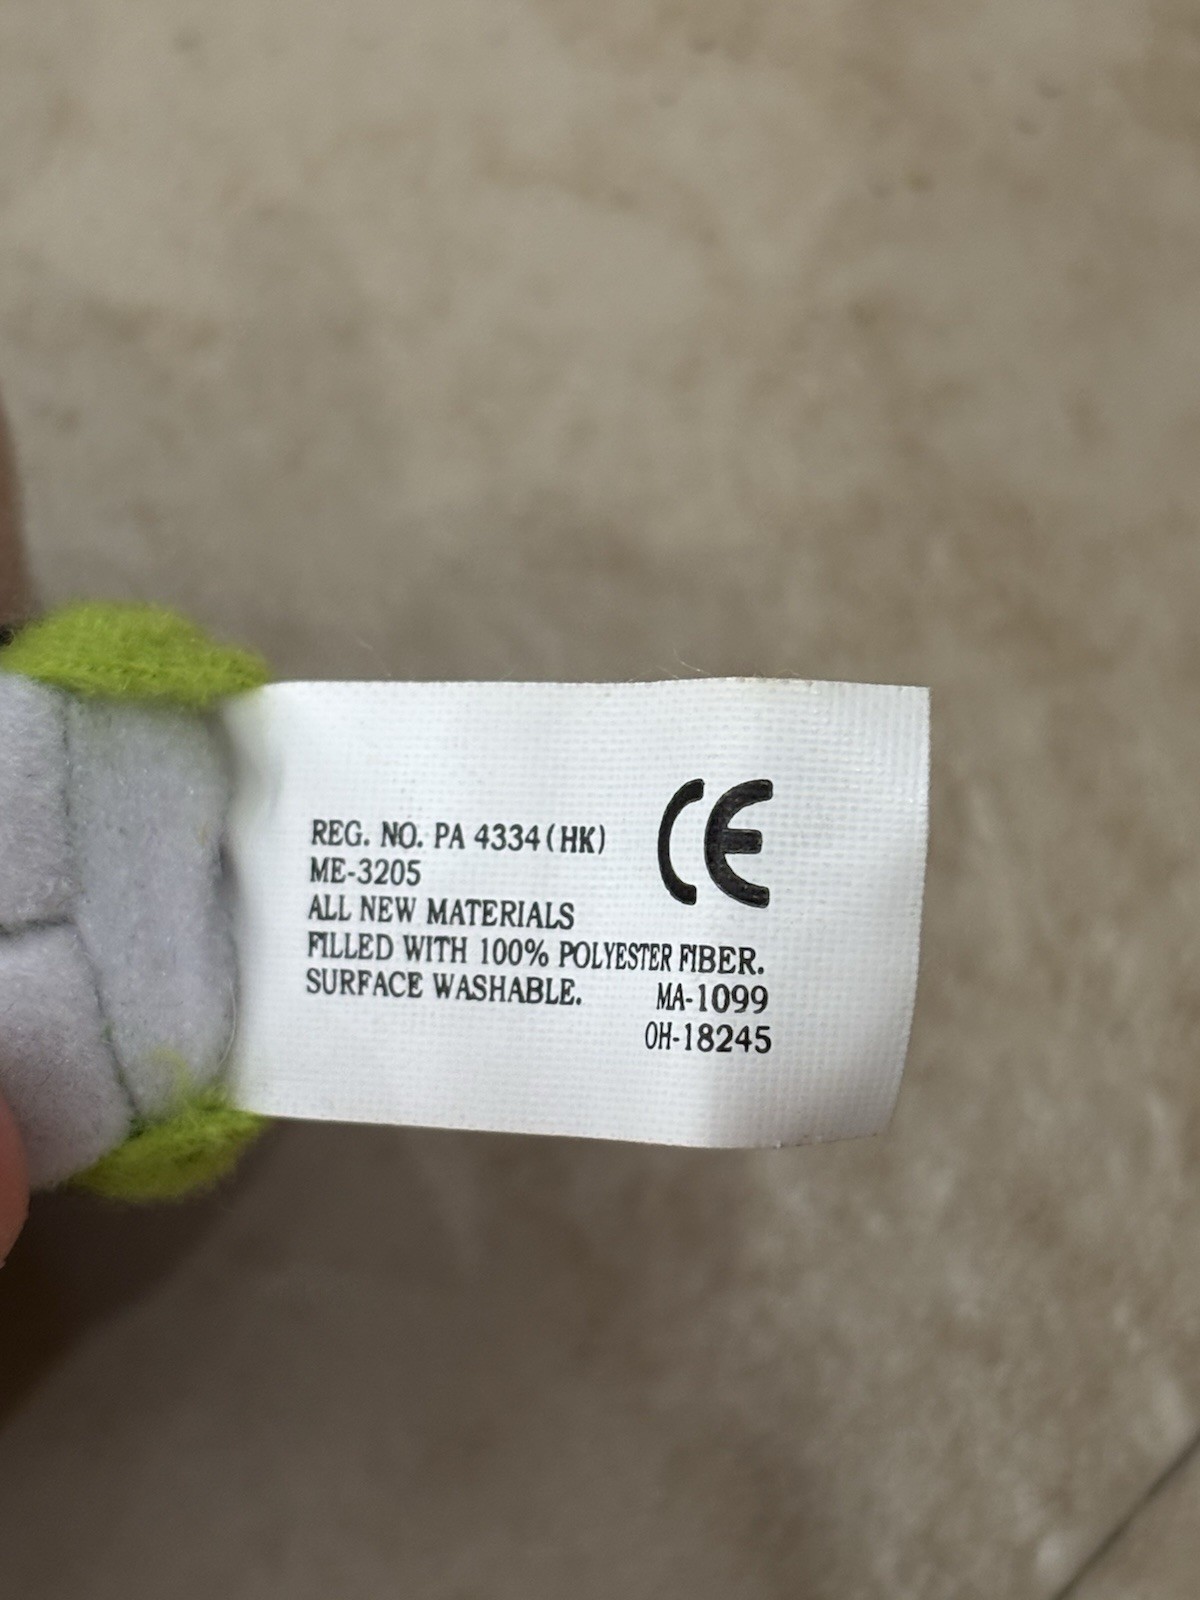 REG. NO. PA 4334 (HK)
CE
ME-3205
ALL NEW MATERIALS
FILLED WITH 100% POLYESTER FIBER.
SURFACE WASHABLE. MA-1099
OH-18245